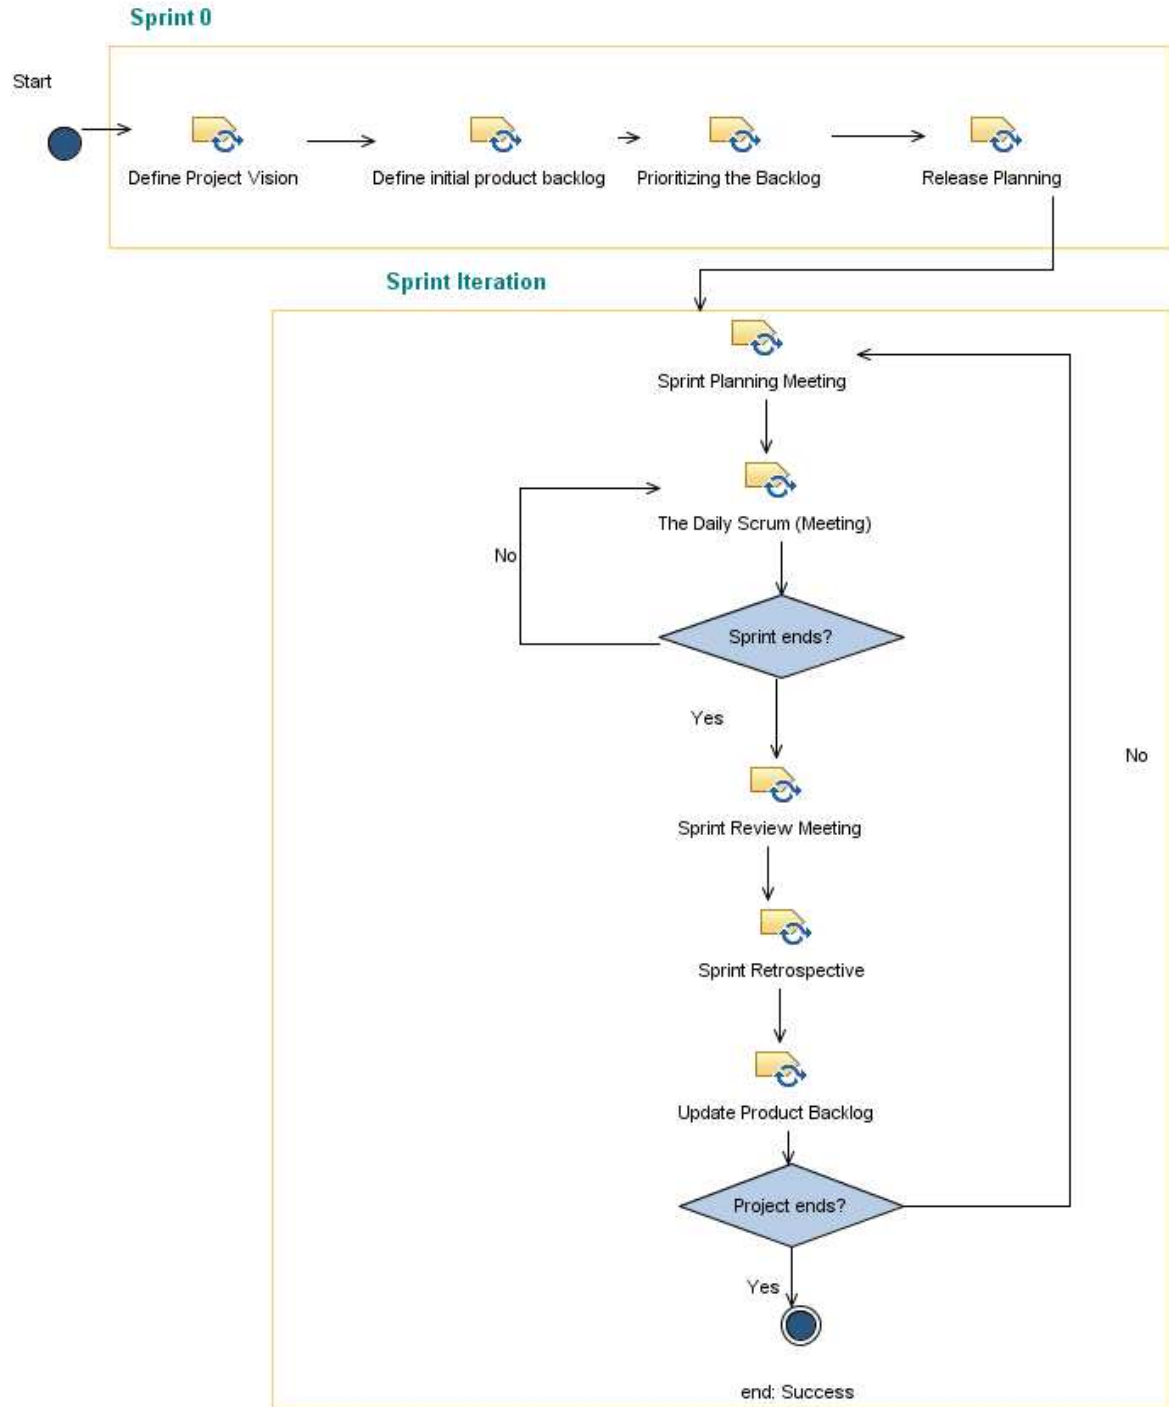 Sprint 0
Start
Define Project Vision
Define initial product backlog
Prioritizing the Backlog
Release Planning
Sprint Iteration
Sprint Planning Meeting
The Daily Scrum (Meeting)
No
Sprint ends?
Yes
No
Sprint Review Meeting
Sprint Retrospective
Update Product Backlog
Project ends?
Yes
end: Success